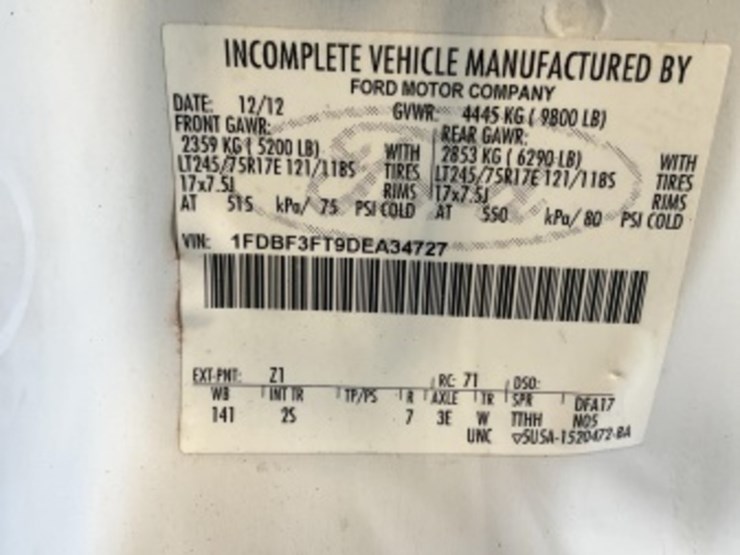 INCOMPLETE VEHICLE MANUFACTURED BY
FORD MOTOR COMPANY
DATE: 12/12 GVWR: 4445 KG ( 9800 LB)
FRONT GAWR: REAR GAWR:
2359 KG ( 5200 LB) WITH 2853 KG ( 6290 LB) WITH
LT245/75R17E 121/118S TIRES LT245/75R17E 121/118S TIRES
17x7.5J RIMS 17x7.5J RIMS
AT 515 kPa/ 75 PSI COLD AT 550 kPa/ 80 PSI COLD
VIN: 1FDBF3FT9DEA34727
EXT PNT: Z1 RC: 71 DSO:
WB INT TR TP/PS R AXLE TR SPR DFA17
141 2S 7 3E W TTHH N05
UNC ▽5USA-1520472-BA